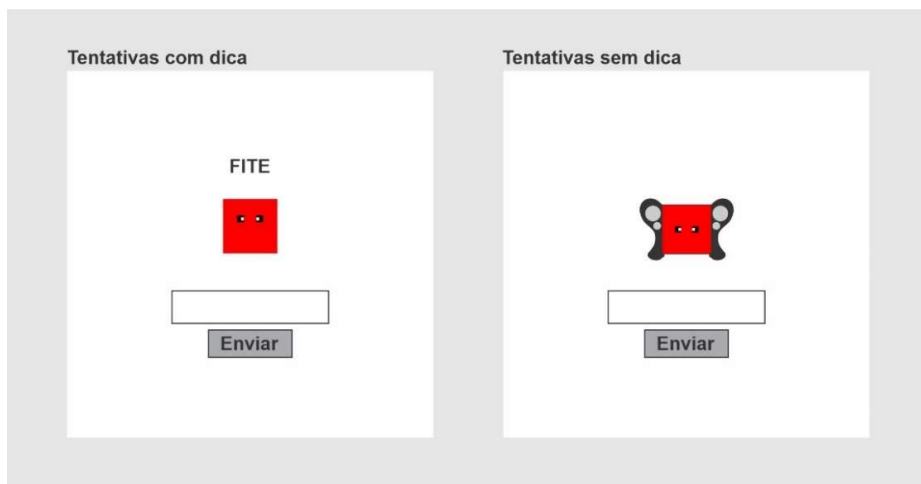 Tentativas com dica
FITE
Enviar
Tentativas sem dica
Enviar